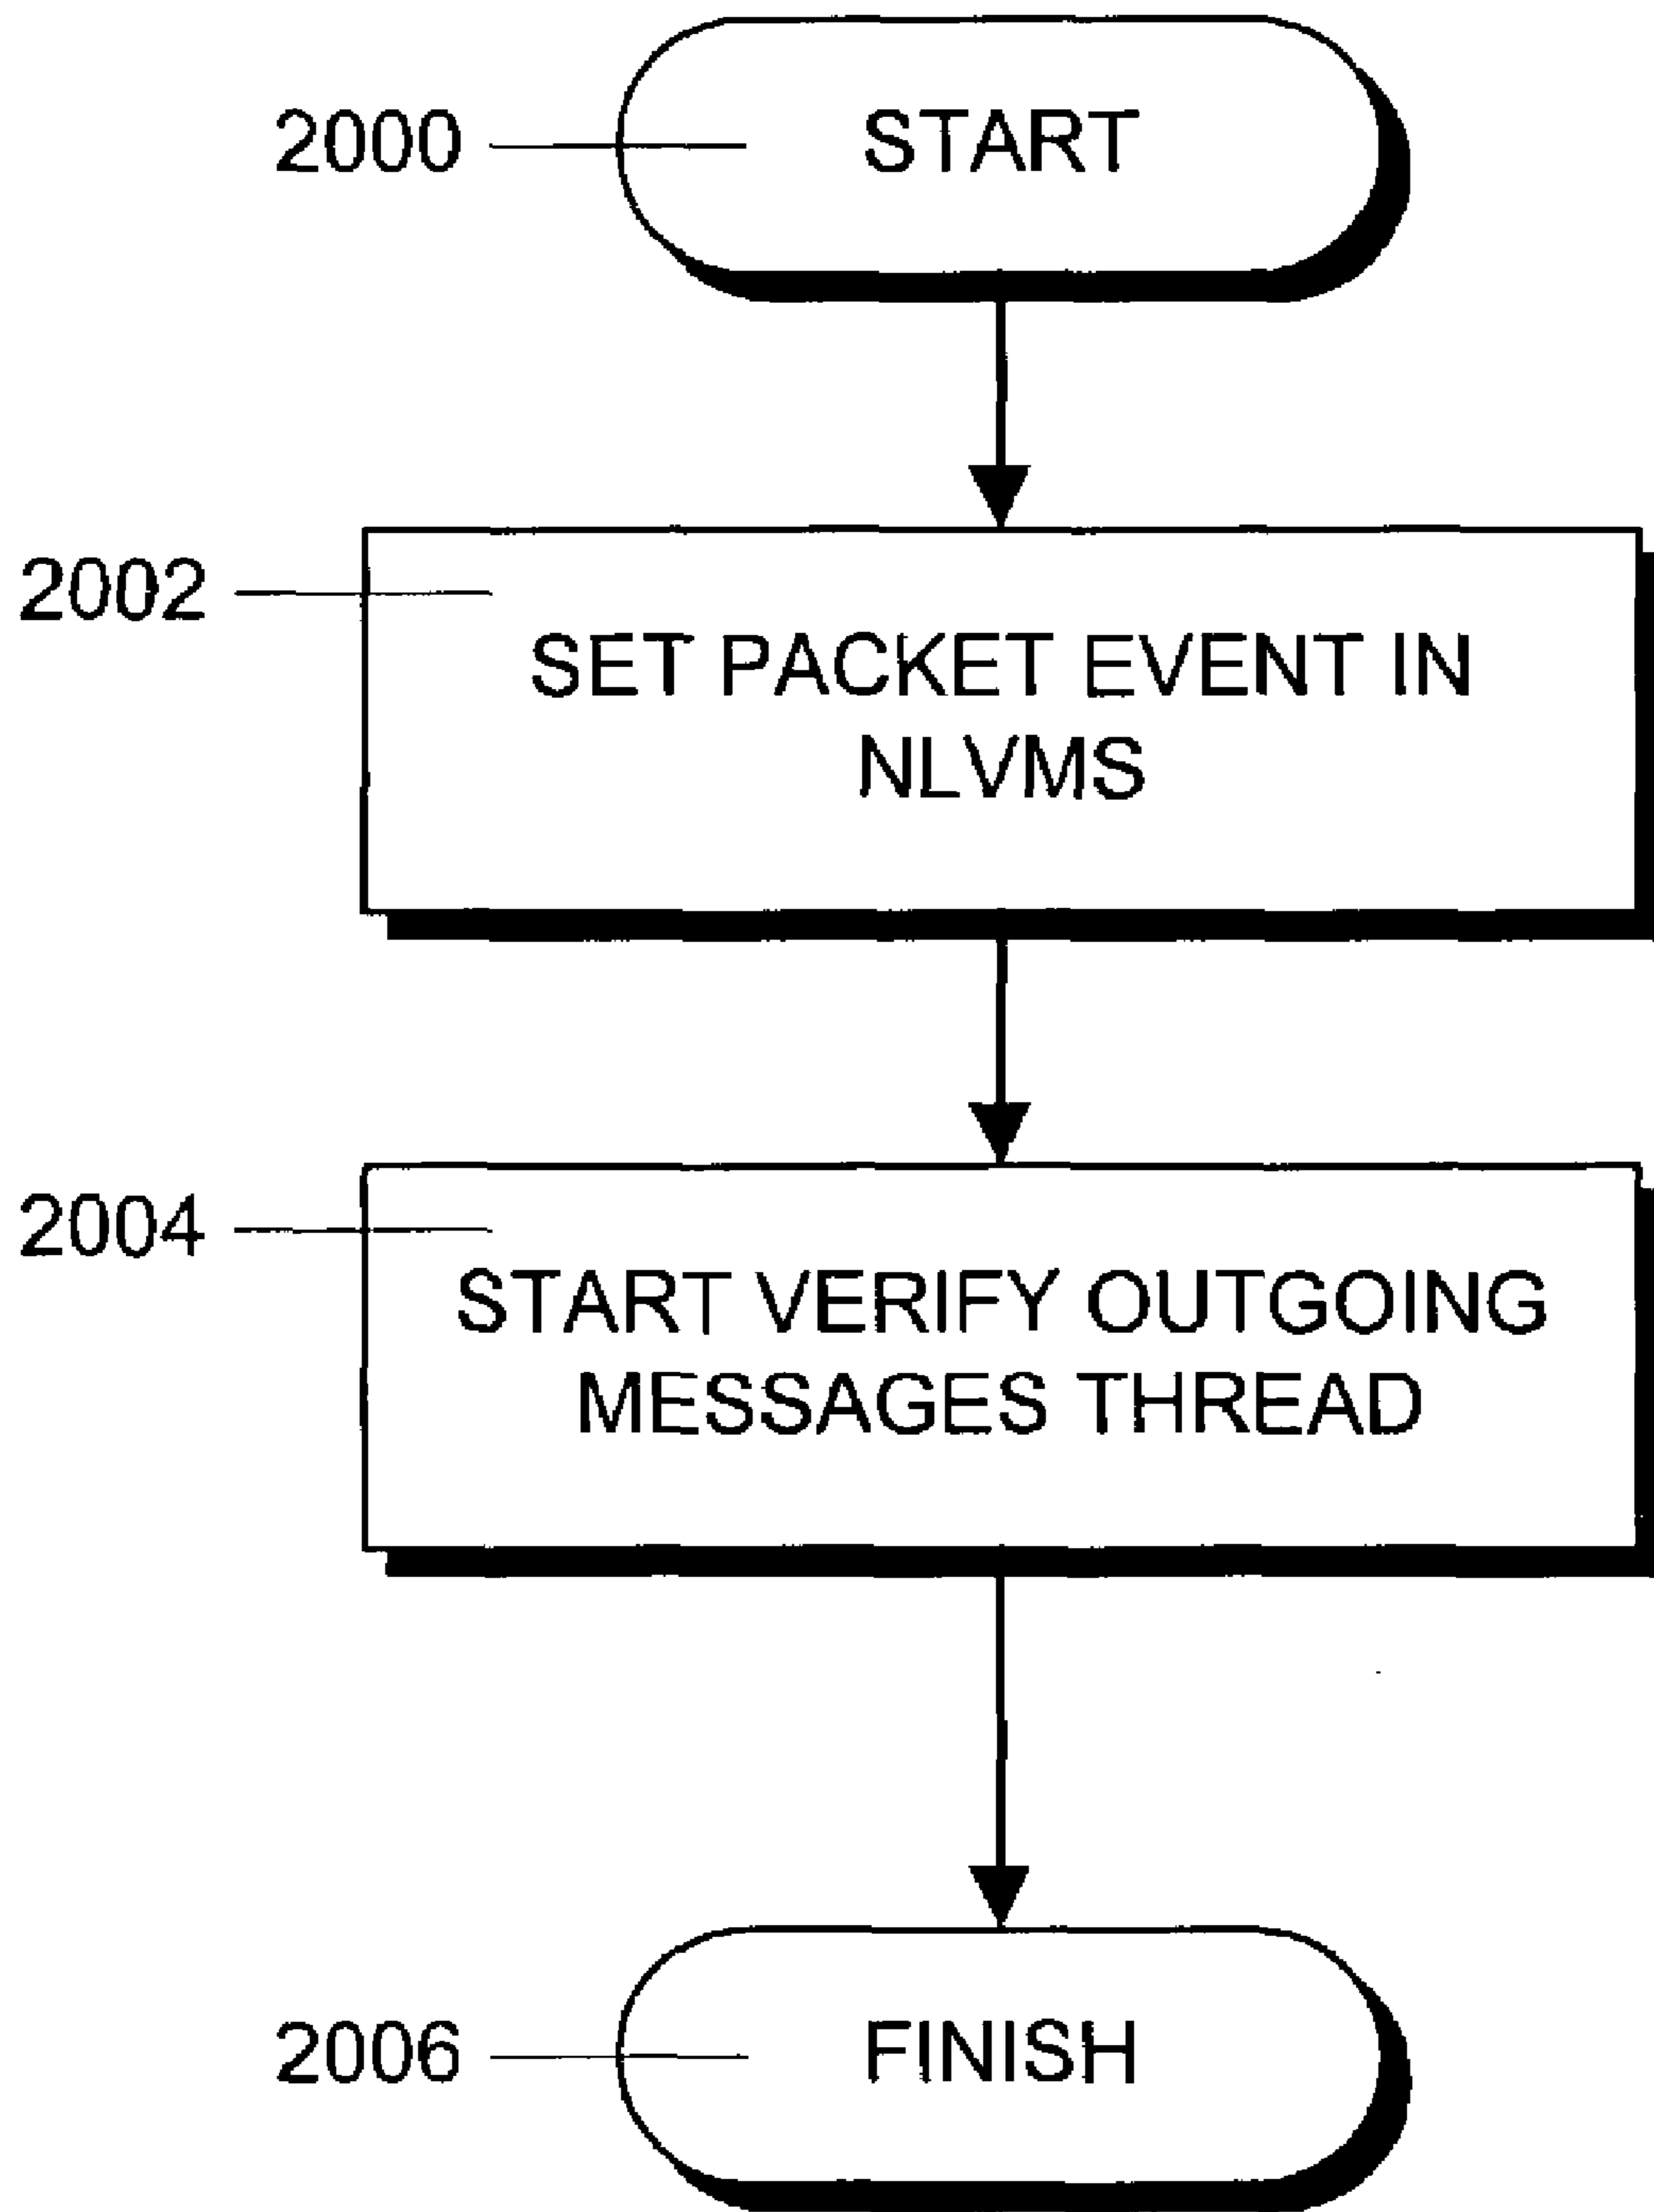 2000
START
2002
SET PACKET EVENT IN
NLVMS
2004
START VERIFY OUTGOING
MESSAGES THREAD
2006
FINISH